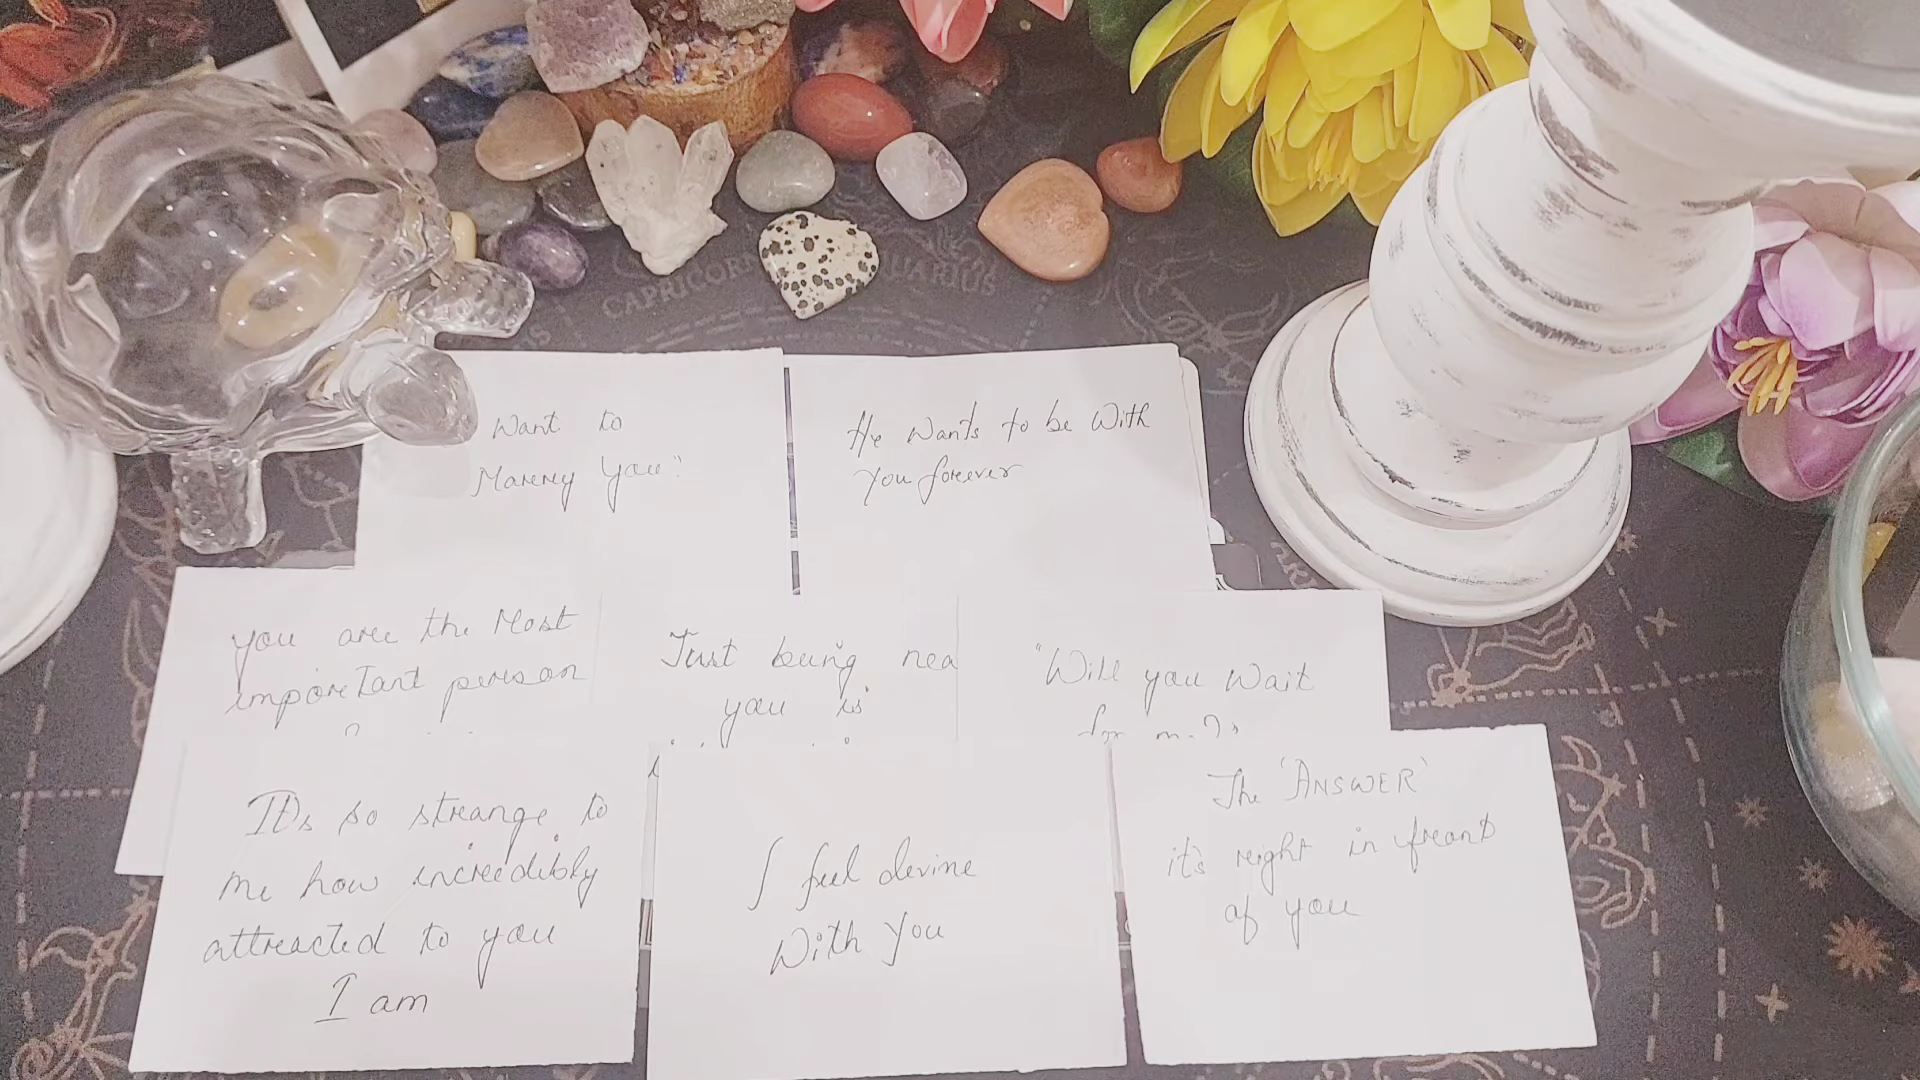 CAPRICORN
Want to
Marry you"
He wants to be With
You forever
you are the Most
important person
Just being nea
you is
"Will you Wait
for me?"
It's so strange to
me how incredibly
attracted to you
I am
I feel devine
With You
The 'ANSWER'
it's right in front
of you